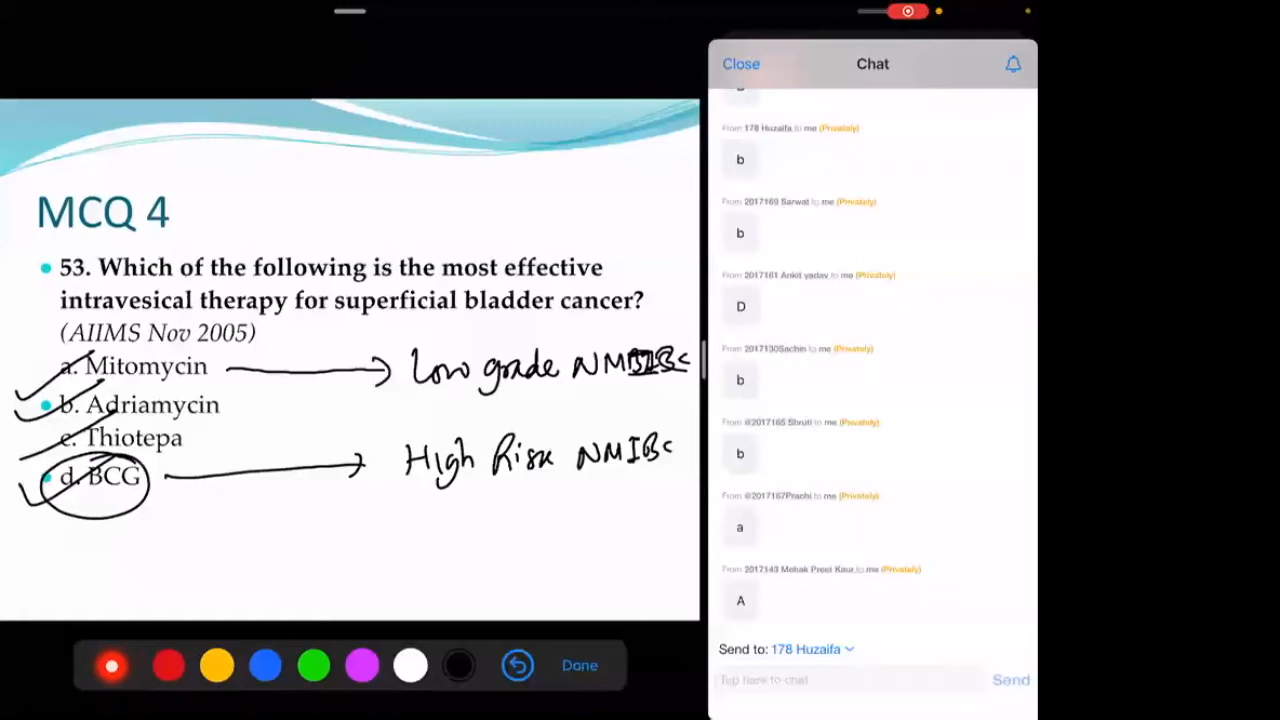 MCQ 4
53. Which of the following is the most effective
intravesical therapy for superficial bladder cancer?
(AIIMS Nov 2005)
a. Mitomycin
Low grade NMIBC
b. Adriamycin
c. Thiotepa
d. BCG
High Risk NMIBC
Done
Close
Chat
From 178 Huzaifa to me (Privately)
b
From 2017169 Sarwat to me (Privately)
b
From 2017161 Ankit yadav to me (Privately)
D
From 2017130Sachin to me (Privately)
b
From @2017165 Shruti to me (Privately)
b
From @2017167Prachi to me (Privately)
a
From 2017143 Mehak Preet Kaur to me (Privately)
A
Send to: 178 Huzaifa
Tap here to chat
Send